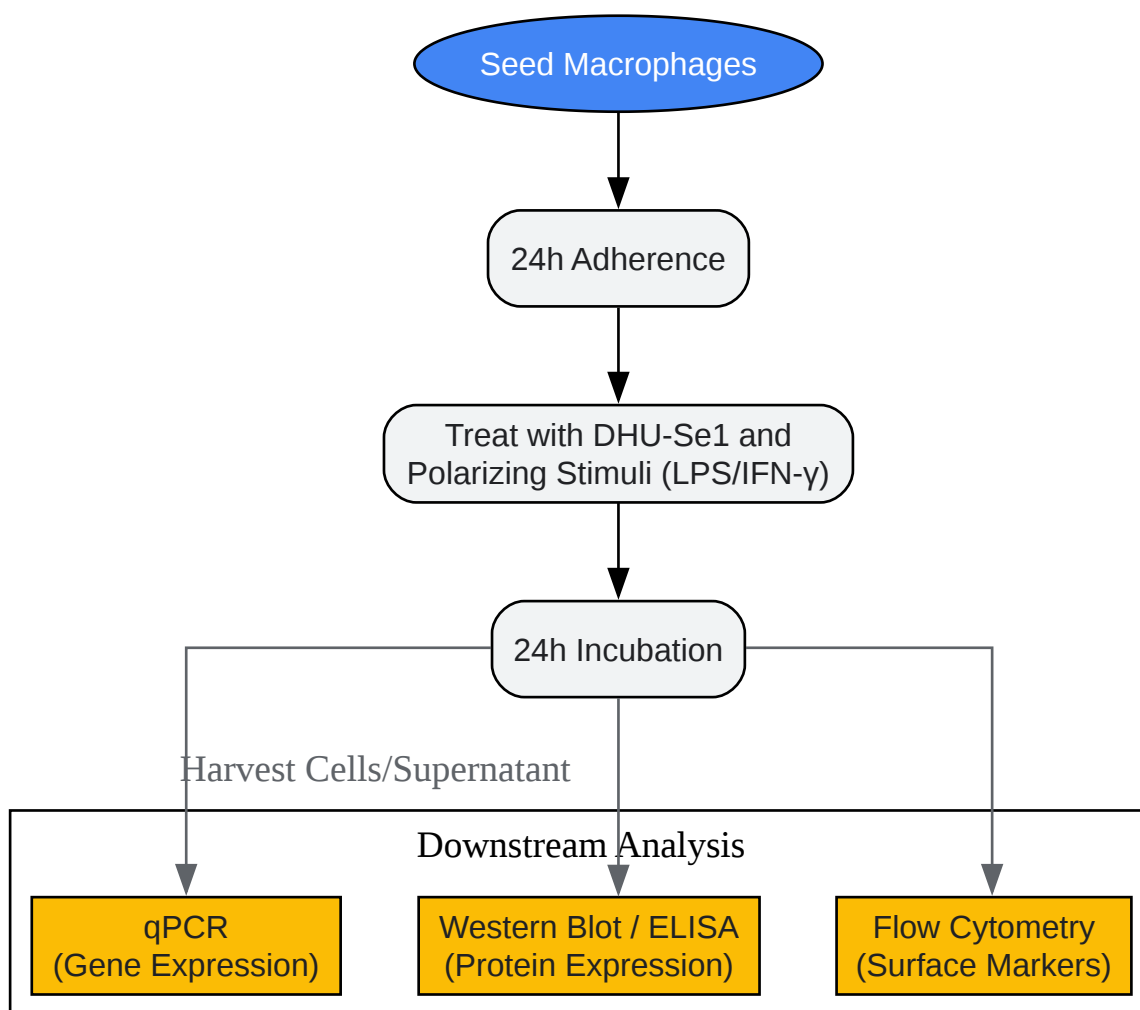 Seed Macrophages
24h Adherence
Treat with DHU-Se1 and
Polarizing Stimuli (LPS/IFN-γ)
24h Incubation
Harvest Cells/Supernatant
Downstream Analysis
qPCR
(Gene Expression)
Western Blot / ELISA
(Protein Expression)
Flow Cytometry
(Surface Markers)